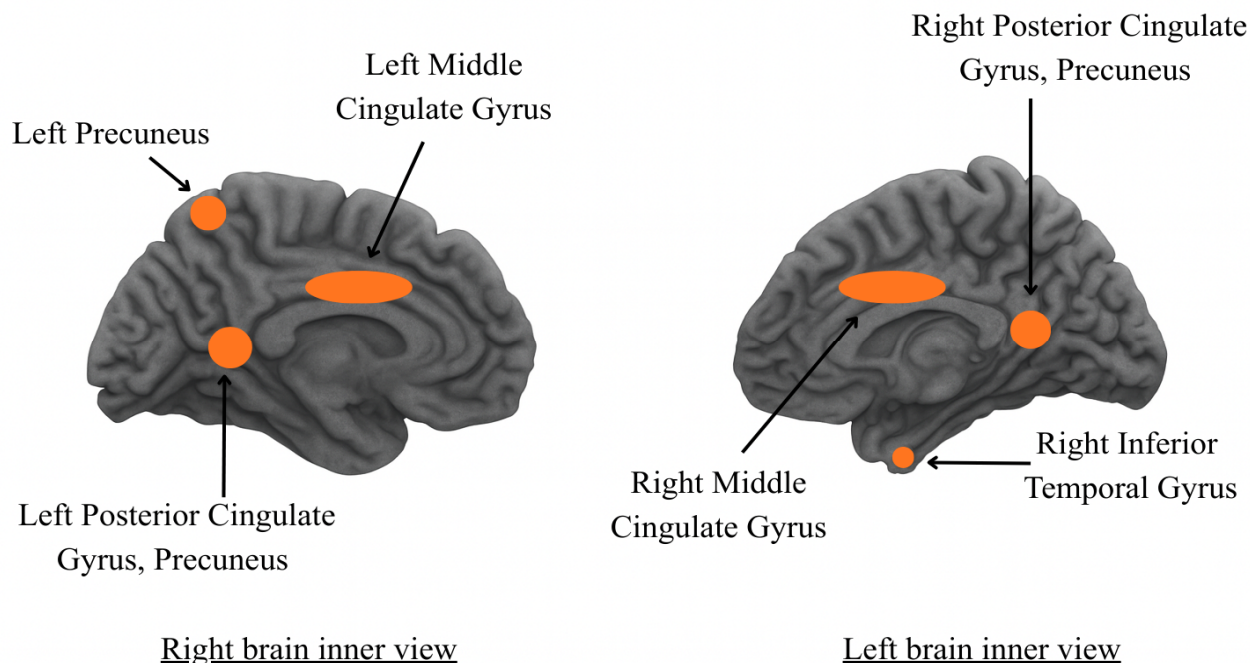 Left Middle
Cingulate Gyrus
Left Precuneus
Left Posterior Cingulate
Gyrus, Precuneus
Right brain inner view
Right Posterior Cingulate
Gyrus, Precuneus
Right Middle
Cingulate Gyrus
Right Inferior
Temporal Gyrus
Left brain inner view